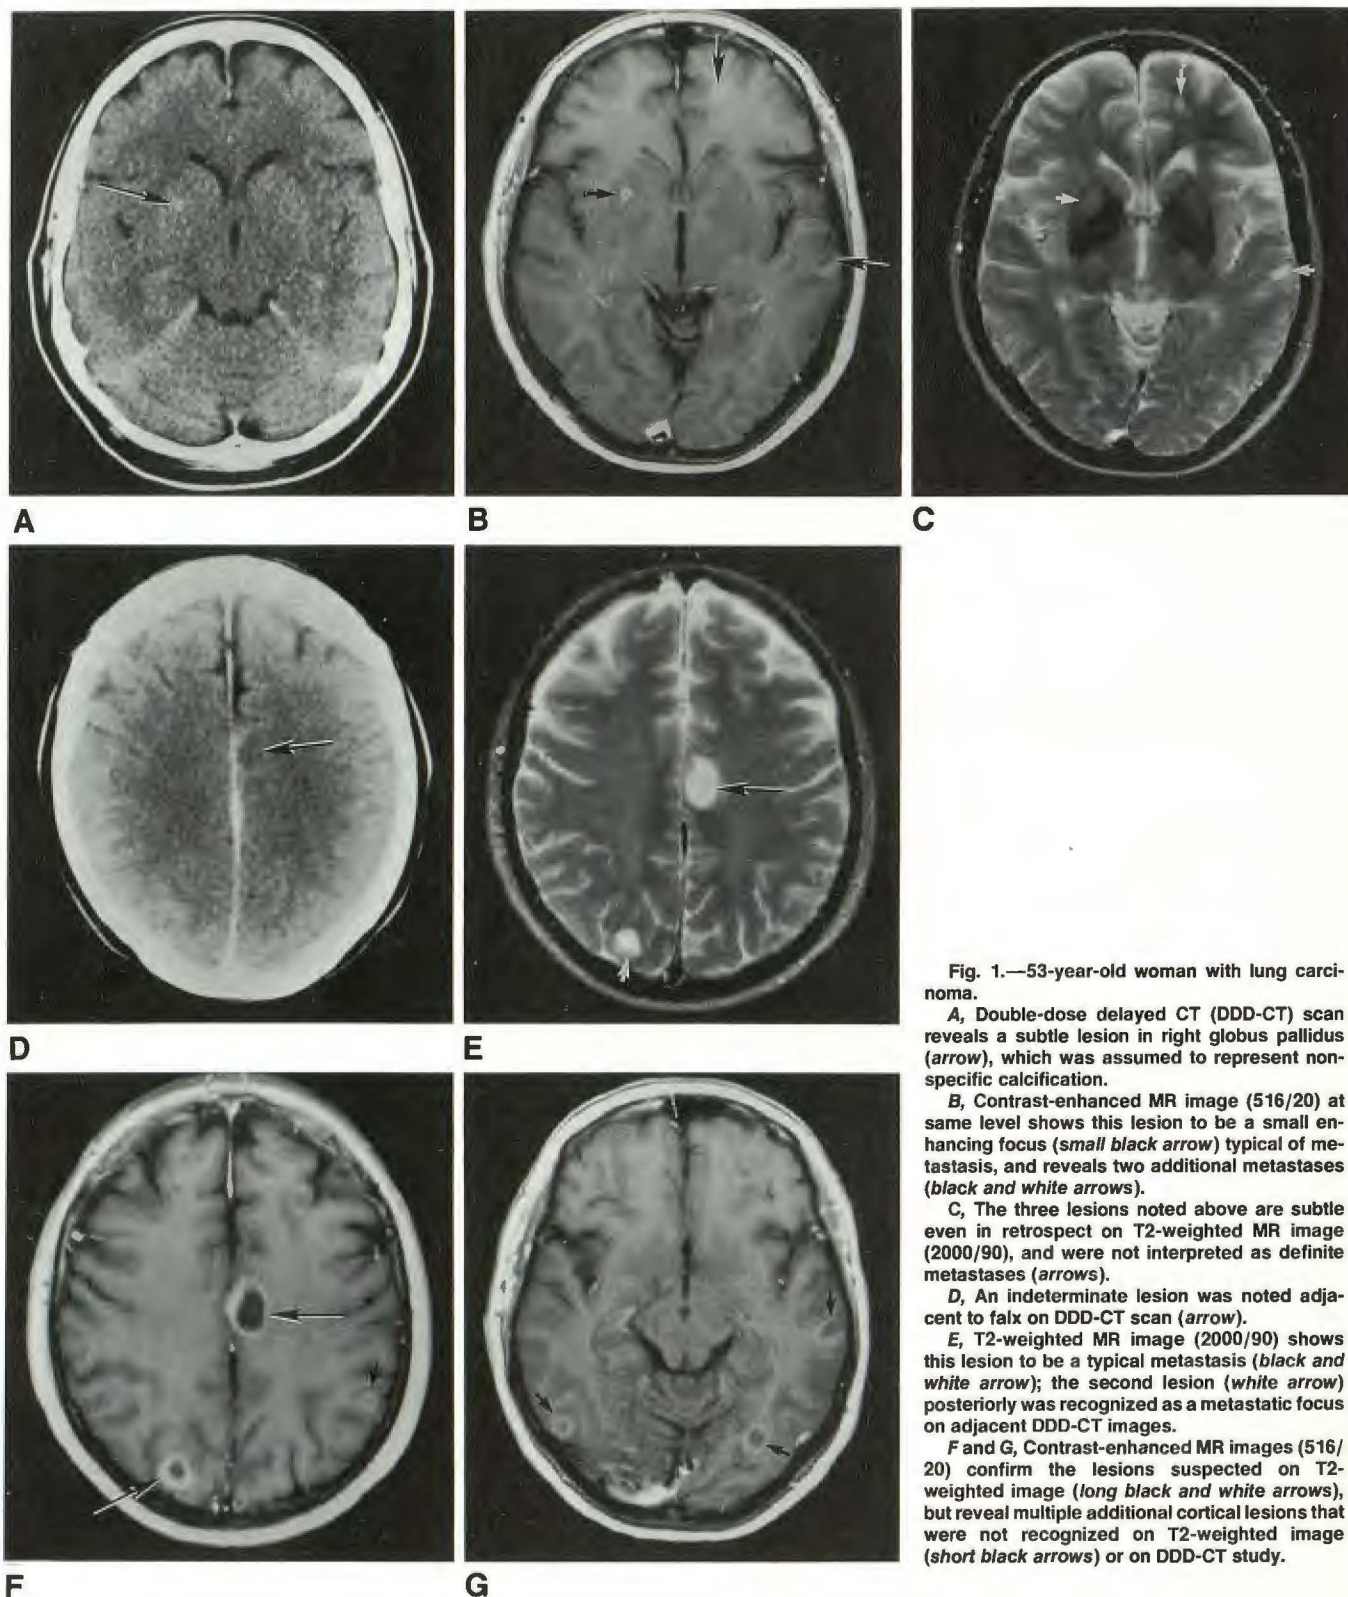 A
B
C
D
E
F
G
Fig. 1.—53-year-old woman with lung carci-
noma.
A, Double-dose delayed CT (DDD-CT) scan
reveals a subtle lesion in right globus pallidus
(arrow), which was assumed to represent non-
specific calcification.
B, Contrast-enhanced MR image (516/20) at
same level shows this lesion to be a small en-
hancing focus (small black arrow) typical of me-
tastasis, and reveals two additional metastases
(black and white arrows).
C, The three lesions noted above are subtle
even in retrospect on T2-weighted MR image
(2000/90), and were not interpreted as definite
metastases (arrows).
D, An indeterminate lesion was noted adja-
cent to falx on DDD-CT scan (arrow).
E, T2-weighted MR image (2000/90) shows
this lesion to be a typical metastasis (black and
white arrow); the second lesion (white arrow)
posteriorly was recognized as a metastatic focus
on adjacent DDD-CT images.
F and G, Contrast-enhanced MR images (516/
20) confirm the lesions suspected on T2-
weighted image (long black and white arrows),
but reveal multiple additional cortical lesions that
were not recognized on T2-weighted image
(short black arrows) or on DDD-CT study.